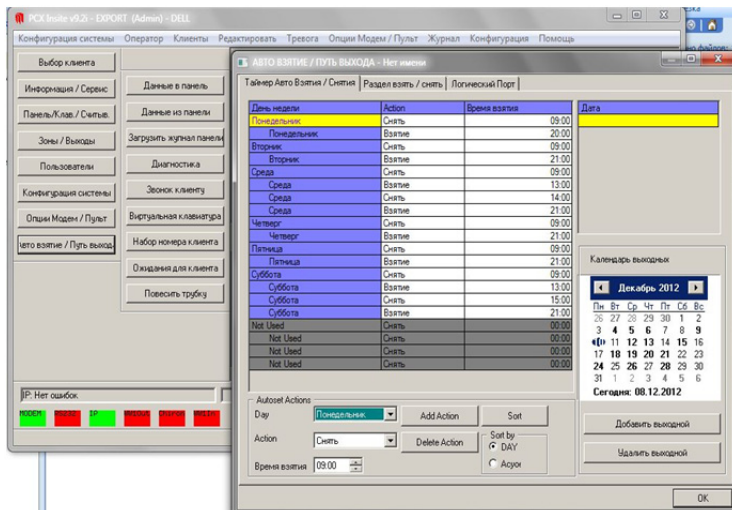 PCX Insite v9.2i - EXPORT (Admin) - DELL
Конфигурация системы Оператор Клиенты Редактировать Тревога Опции Модем / Пульт Журнал Конфигурация Помощь
Выбор клиента
Информация / Сервис
Панель/Клав./ Считыв.
Зоны / Выходы
Пользователи
Конфигурация системы
Опции Модем / Пульт
авто взятие / Путь выход
Данные в панель
Данные из панели
Загрузить журнал панели
Диагностика
Звонок клиенту
Виртуальная клавиатура
Набор номера клиента
Ожидания для клиента
Повесить трубку
IP: Нет ошибок.
MODEM RS232 IP
АВТО ВЗЯТИЕ / ПУТЬ ВЫХОДА - Нет имени
Таймер Авто Взятия / Снятия Раздел взять / снять Логический Порт
День недели Action Время взятия
Понедельник Снять 09:00
Понедельник Взятие 20:00
Вторник Снять 09:00
Вторник Взятие 21:00
Среда Снять 09:00
Среда Взятие 13:00
Среда Снять 14:00
Среда Взятие 21:00
Четверг Снять 09:00
Четверг Взятие 21:00
Пятница Снять 09:00
Пятница Взятие 21:00
Суббота Снять 09:00
Суббота Взятие 13:00
Суббота Снять 15:00
Суббота Взятие 21:00
Not Used Снять 00:00
Not Used Снять 00:00
Not Used Снять 00:00
Not Used Снять 00:00
Autoset Actions
Day Понедельник Add Action Sort
Action Снять Delete Action Sort by
DAY
Время взятия 09:00 Acyor
Дата
Календарь выходных
Декабрь 2012
Пн Вт Ср Чт Пт Сб Вс
26 27 28 29 30 1 2
3 4 5 6 7 8 9
11 12 13 14 15 16
17 18 19 20 21 22 23
24 25 26 27 28 29 30
31 1 2 3 4 5 6
Сегодня: 08.12.2012
Добавить выходной
Удалить выходной
OK